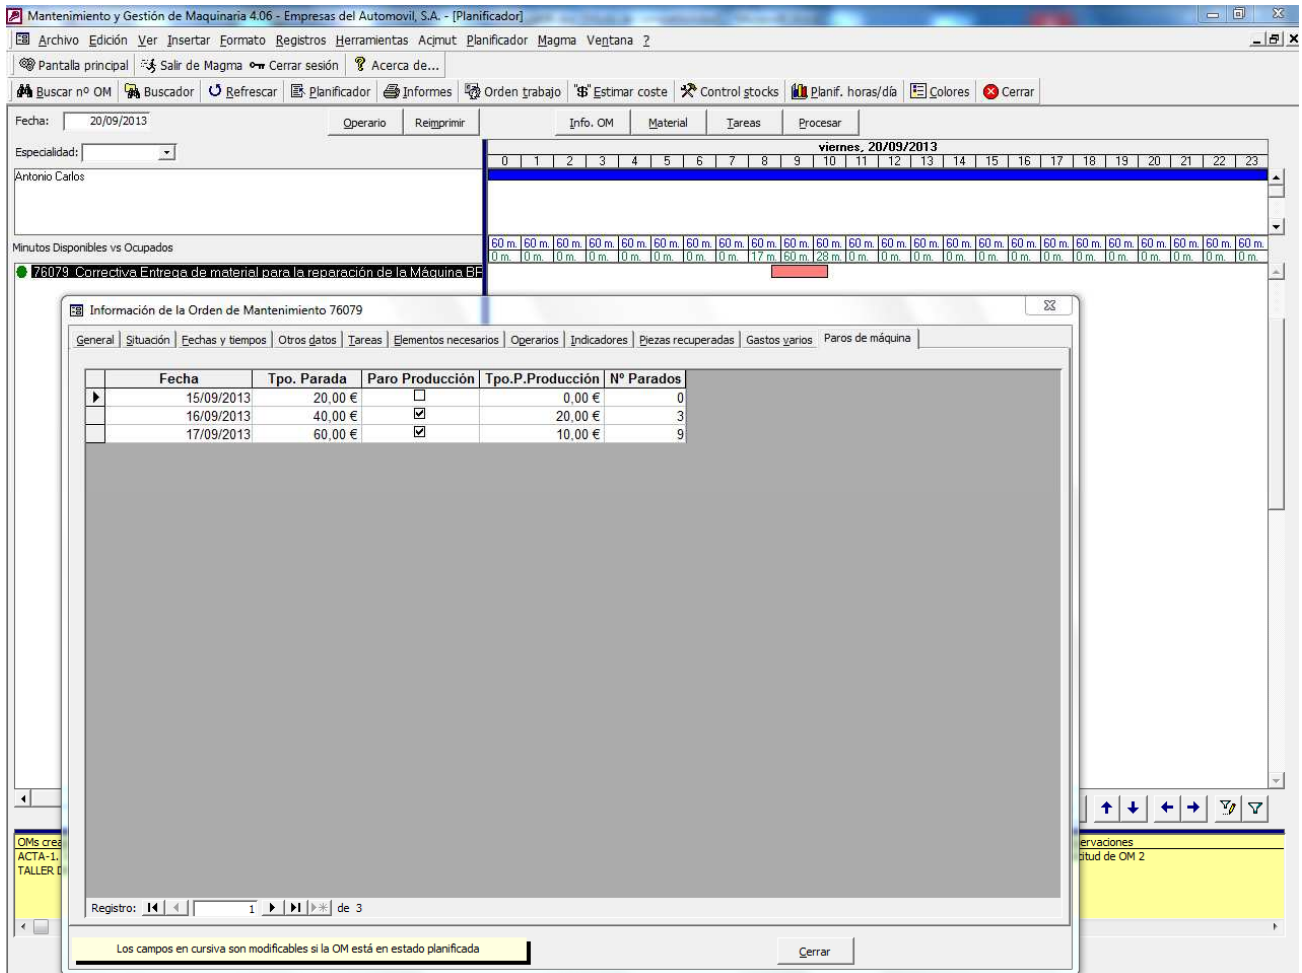 Mantenimiento y Gestión de Maquinaria 4.06 - Empresas del Automovil, S.A. - [Planificador]
Archivo Edición Ver Insertar Formato Registros Herramientas Acimut Planificador Magma Ventana ?
Pantalla principal Salir de Magma Cerrar sesión Acerca de...
Buscar nº OM Buscador Refrescar Planificador Informes Orden trabajo Estimar coste Control stocks Planif. horas/día Colores Cerrar
Fecha: 20/09/2013 Operario Reimprimir Info. OM Material Tareas Procesar
Especialidad: viernes, 20/09/2013
0 1 2 3 4 5 6 7 8 9 10 11 12 13 14 15 16 17 18 19 20 21 22 23
Antonio Carlos
Minutos Disponibles vs Ocupados 60 m. 60 m. 60 m. 60 m. 60 m. 60 m. 60 m. 60 m. 60 m. 60 m. 60 m. 60 m. 60 m. 60 m. 60 m. 60 m. 60 m. 60 m. 60 m. 60 m. 60 m. 60 m. 60 m. 60 m.
0 m. 0 m. 0 m. 0 m. 0 m. 0 m. 0 m. 0 m. 17 m. 60 m. 28 m. 0 m. 0 m. 0 m. 0 m. 0 m. 0 m. 0 m. 0 m. 0 m. 0 m. 0 m. 0 m. 0 m.
76079 Correctiva Entrega de material para la reparación de la Máquina BF
Información de la Orden de Mantenimiento 76079
General Situación Fechas y tiempos Otros datos Tareas Elementos necesarios Operarios Indicadores Piezas recuperadas Gastos varios Paros de máquina
Fecha Tpo. Parada Paro Producción Tpo.P.Producción Nº Parados
15/09/2013 20,00 € 0,00 € 0
16/09/2013 40,00 € 20,00 € 3
17/09/2013 60,00 € 10,00 € 9
OMs crea ervaciones
ACTA-1. titud de OM 2
TALLER D
Registro: 1 de 3
Los campos en cursiva son modificables si la OM está en estado planificada Cerrar